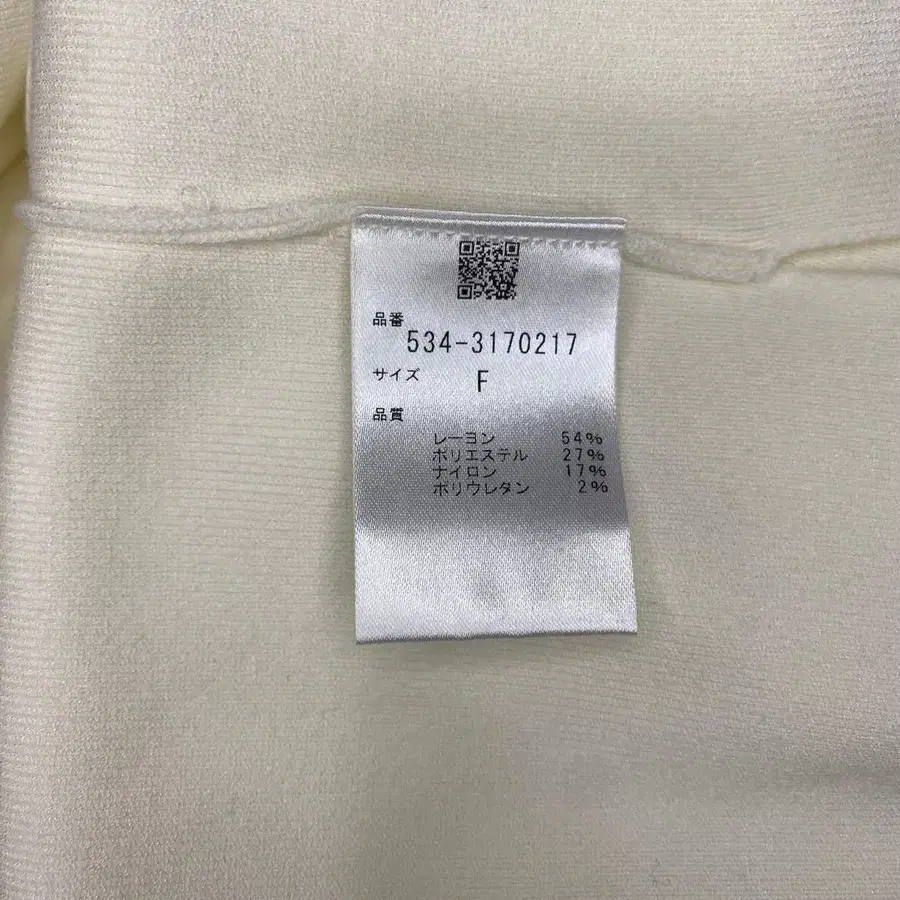 品番
534-3170217
サイズ F
品質
レーヨン 54%
ポリエステル 27%
ナイロン 17%
ポリウレタン 2%